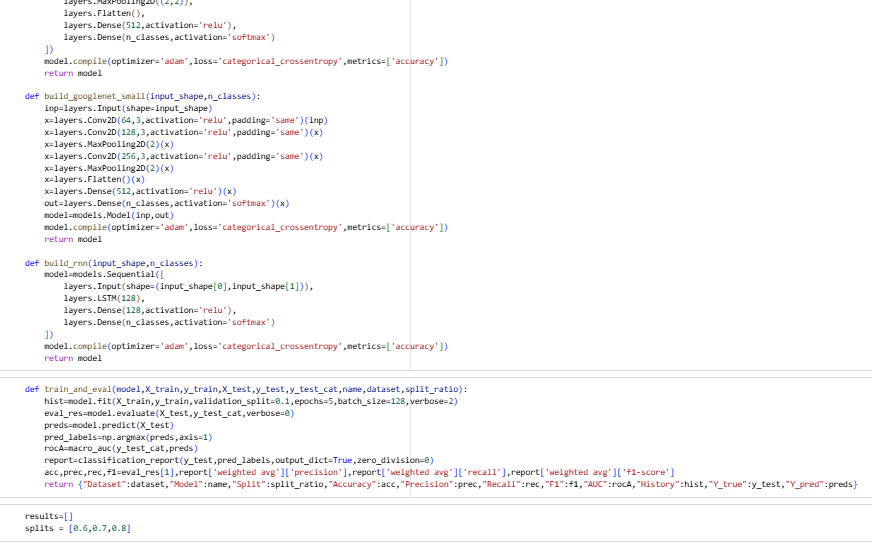 layers.MaxPooling2D((2,2)),
        layers.Flatten(),
        layers.Dense(512,activation='relu'),
        layers.Dense(n_classes,activation='softmax')
    ])
    model.compile(optimizer='adam',loss='categorical_crossentropy',metrics=['accuracy'])
    return model

def build_googlenet_small(input_shape,n_classes):
    inp=layers.Input(shape=input_shape)
    x=layers.Conv2D(64,3,activation='relu',padding='same')(inp)
    x=layers.Conv2D(128,3,activation='relu',padding='same')(x)
    x=layers.MaxPooling2D(2)(x)
    x=layers.Conv2D(256,3,activation='relu',padding='same')(x)
    x=layers.MaxPooling2D(2)(x)
    x=layers.Flatten()(x)
    x=layers.Dense(512,activation='relu')(x)
    out=layers.Dense(n_classes,activation='softmax')(x)
    model=models.Model(inp,out)
    model.compile(optimizer='adam',loss='categorical_crossentropy',metrics=['accuracy'])
    return model

def build_rnn(input_shape,n_classes):
    model=models.Sequential([
        layers.Input(shape=(input_shape[0],input_shape[1])),
        layers.LSTM(128),
        layers.Dense(128,activation='relu'),
        layers.Dense(n_classes,activation='softmax')
    ])
    model.compile(optimizer='adam',loss='categorical_crossentropy',metrics=['accuracy'])
    return model

def train_and_eval(model,X_train,y_train,X_test,y_test,y_test_cat,name,dataset,split_ratio):
    hist=model.fit(X_train,y_train,validation_split=0.1,epochs=5,batch_size=128,verbose=2)
    eval_res=model.evaluate(X_test,y_test_cat,verbose=0)
    preds=model.predict(X_test)
    pred_labels=np.argmax(preds,axis=1)
    rocA=macro_auc(y_test_cat,preds)
    report=classification_report(y_test,pred_labels,output_dict=True,zero_division=0)
    acc,prec,rec,f1=eval_res[1],report['weighted avg']['precision'],report['weighted avg']['recall'],report['weighted avg']['f1-score']
    return {"Dataset":dataset,"Model":name,"Split":split_ratio,"Accuracy":acc,"Precision":prec,"Recall":rec,"F1":f1,"AUC":rocA,"History":hist,"Y_true":y_test,"Y_pred":preds}

results=[]
splits = [0.6,0.7,0.8]